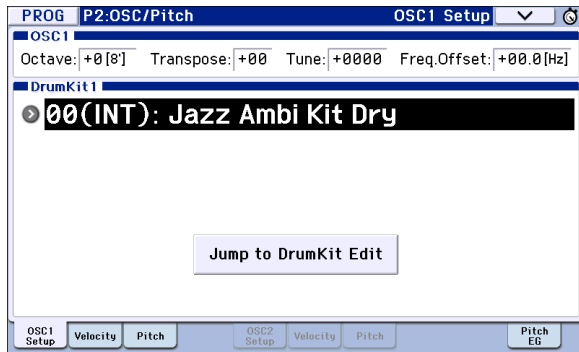 PROG P2:OSC/Pitch OSC1 Setup
OSC1
Octave: +0[8'] Transpose: +00 Tune: +0000 Freq.Offset: +00.0[Hz]
DrumKit1
00(INT): Jazz Ambi Kit Dry
Jump to DrumKit Edit
OSC1 Setup Velocity Pitch OSC2 Setup Velocity Pitch Pitch EG